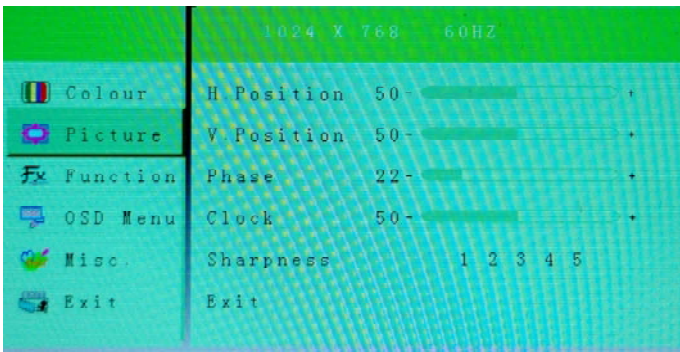 1024 X 768 60HZ
Colour H.Position 50 - +
Picture V.Position 50 - +
Fx Function Phase 22 - +
OSD Menu Clock 50 - +
Misc. Sharpness 1 2 3 4 5
Exit Exit